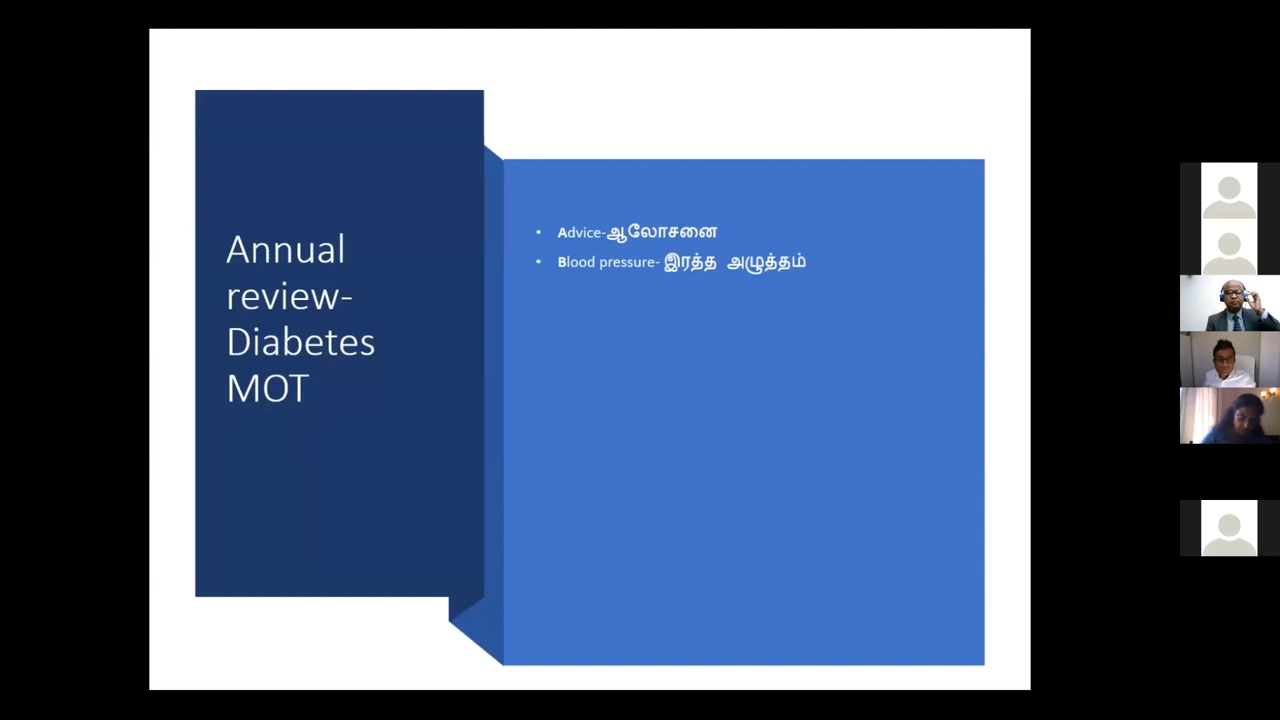 Annual
review-
Diabetes
MOT
• Advice-ஆலோசனை
• Blood pressure- இரத்த அழுத்தம்